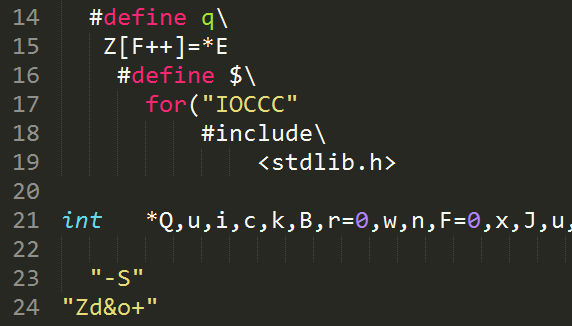 14 #define q\
15 Z[F++]=*E
16 #define $\
17 for("IOCCC"
18 #include\
19 <stdlib.h>
20
21 int *Q,u,i,c,k,B,r=0,w,n,F=0,x,J,u,
22
23 "-S"
24 "Zd&o+"